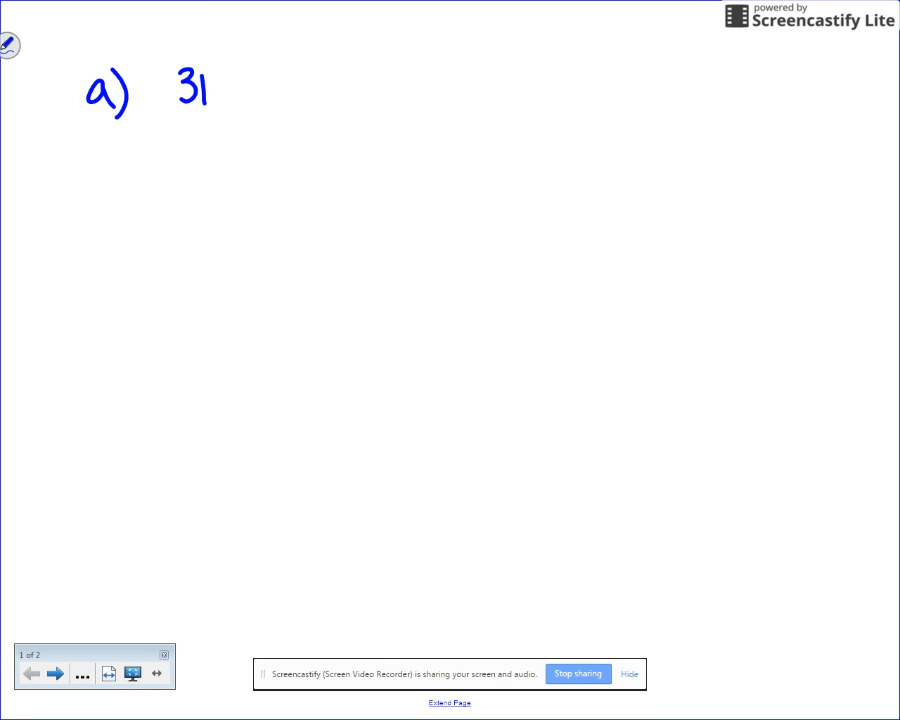 powered by
Screencastify Lite
a) 31
1 of 2
...
Screencastify (Screen Video Recorder) is sharing your screen and audio.
Stop sharing
Hide
Extend Page